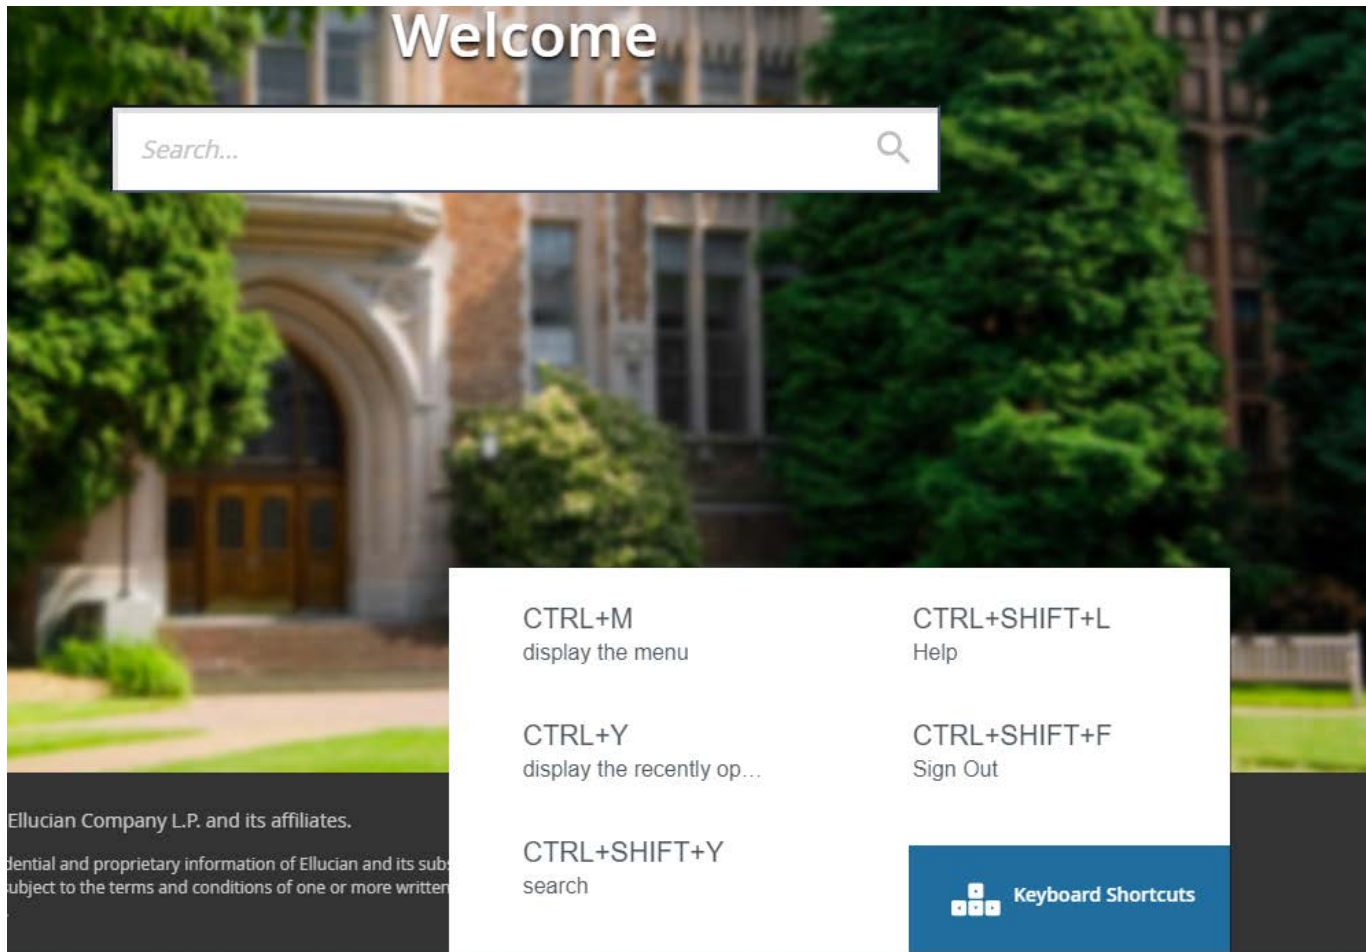 Welcome
Search...
CTRL+M
display the menu
CTRL+SHIFT+L
Help
CTRL+Y
display the recently op...
CTRL+SHIFT+F
Sign Out
CTRL+SHIFT+Y
search
Keyboard Shortcuts
Ellucian Company L.P. and its affiliates.
dential and proprietary information of Ellucian and its subs
ubject to the terms and conditions of one or more written